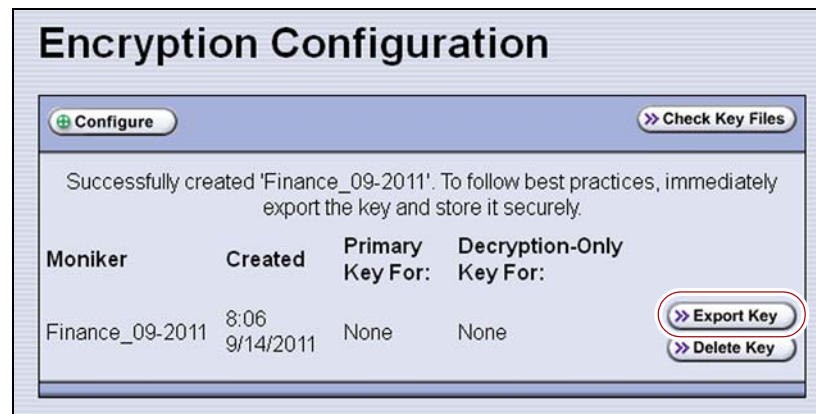 Encryption Configuration
Configure
Check Key Files
Successfully created 'Finance_09-2011'. To follow best practices, immediately
export the key and store it securely.
Moniker
Created
Primary
Key For:
Decryption-Only
Key For:
Finance_09-2011
8:06
9/14/2011
None
None
Export Key
Delete Key